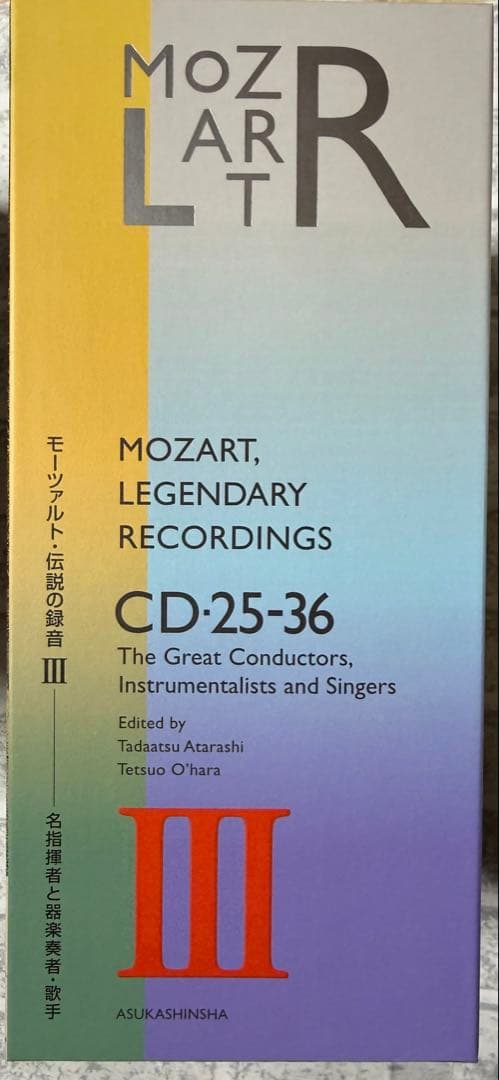 MOZ
ART
L R
MOZART,
LEGENDARY
RECORDINGS
CD·25-36
The Great Conductors,
Instrumentalists and Singers
Edited by
Tadaatsu Atarashi
Tetsuo O'hara
III
ASUKASHINSHA
モーツァルト・伝説の録音 III ── 名指揮者と器楽奏者・歌手